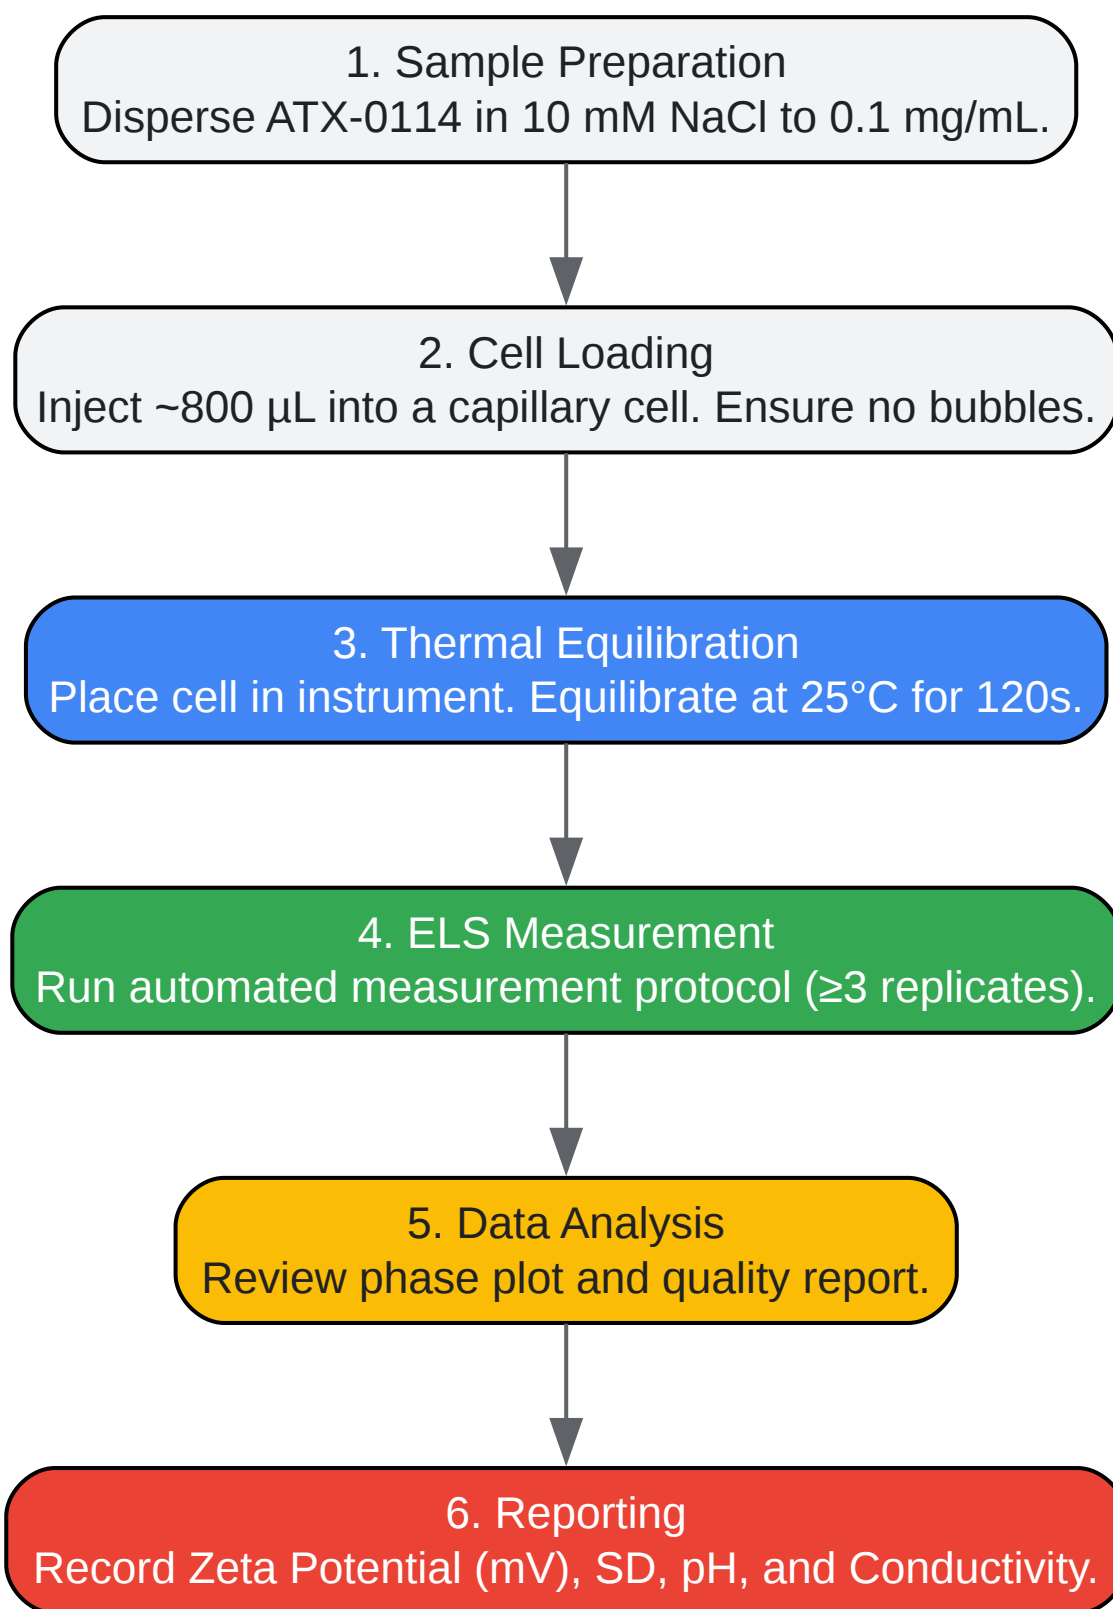 1. Sample Preparation
Disperse ATX-0114 in 10 mM NaCl to 0.1 mg/mL.
2. Cell Loading
Inject ~800 µL into a capillary cell. Ensure no bubbles.
3. Thermal Equilibration
Place cell in instrument. Equilibrate at 25°C for 120s.
4. ELS Measurement
Run automated measurement protocol (≥3 replicates).
5. Data Analysis
Review phase plot and quality report.
6. Reporting
Record Zeta Potential (mV), SD, pH, and Conductivity.